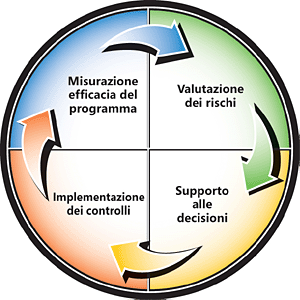 Misurazione
efficacia del
programma
Valutazione
dei rischi
Implementazione
dei controlli
Supporto
alle
decisioni